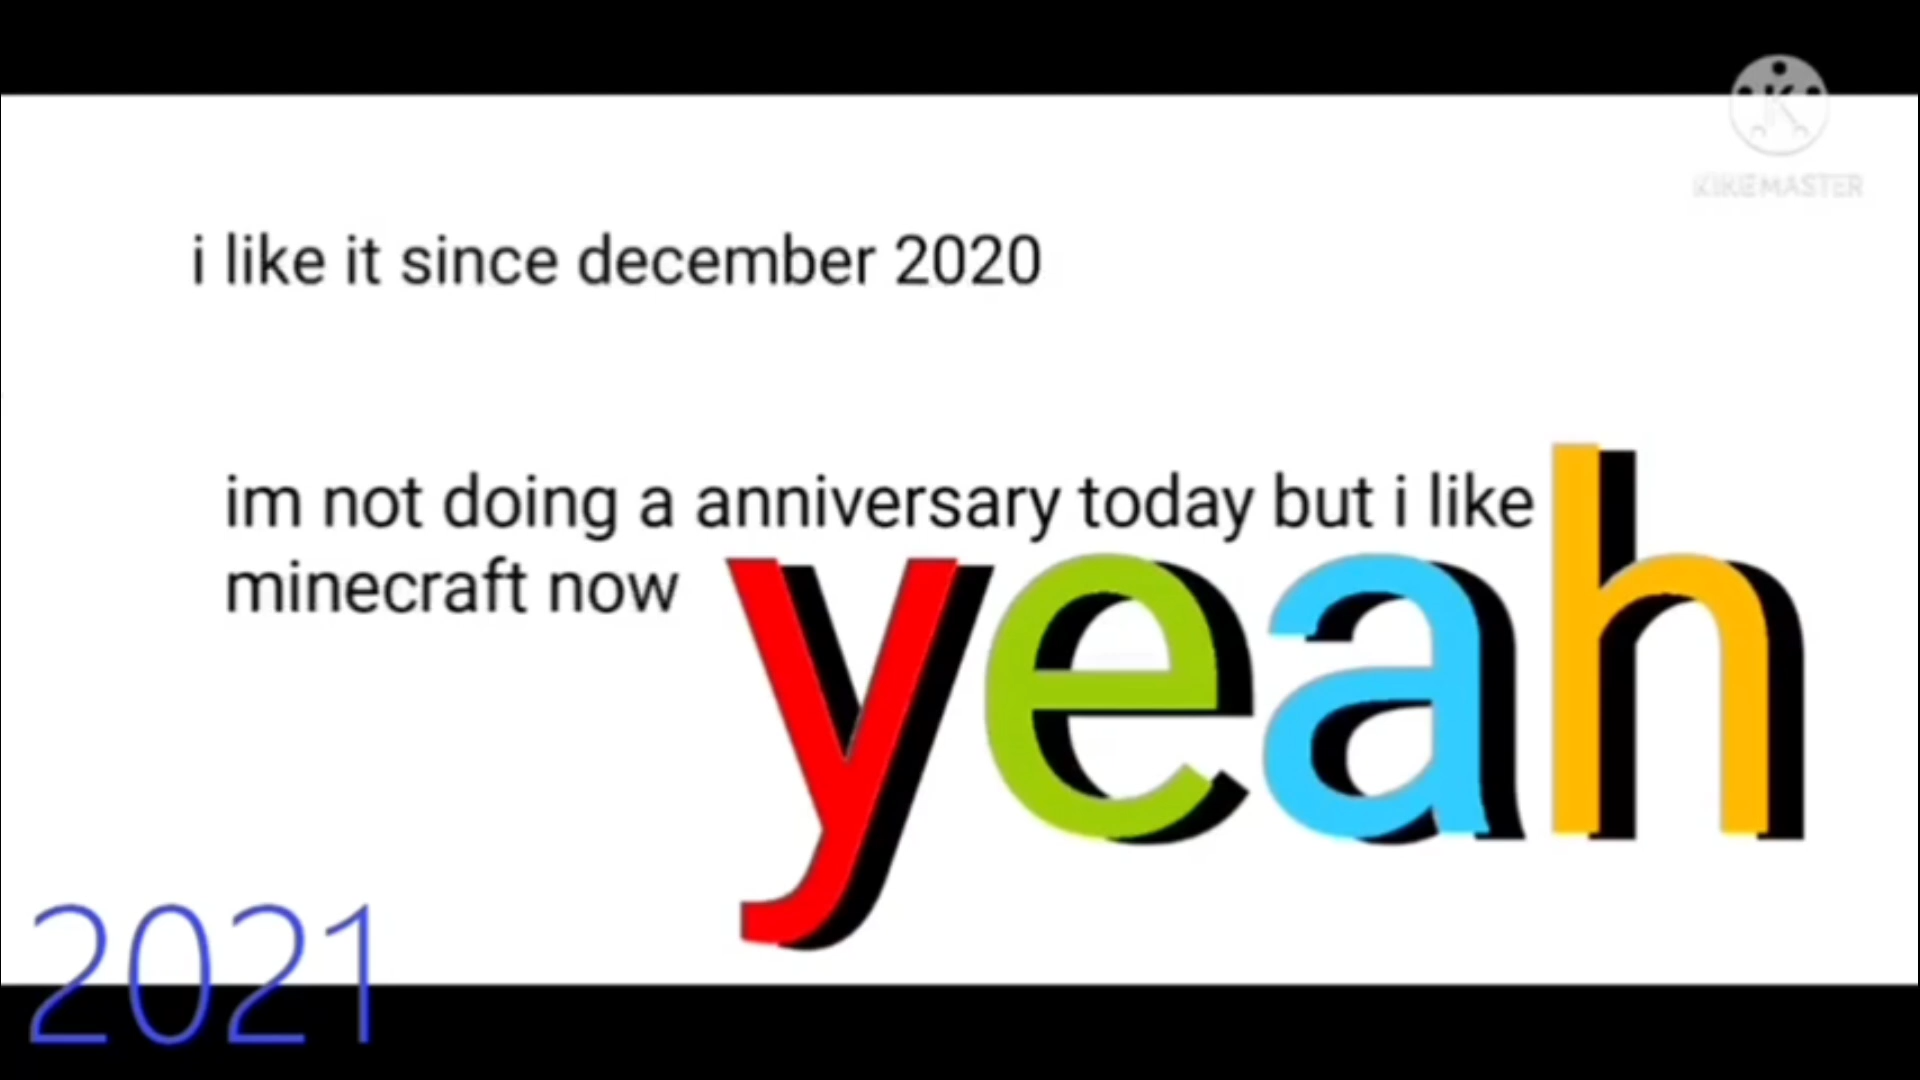 KINEMASTER
i like it since december 2020
im not doing a anniversary today but i like
minecraft now
yeah
2021